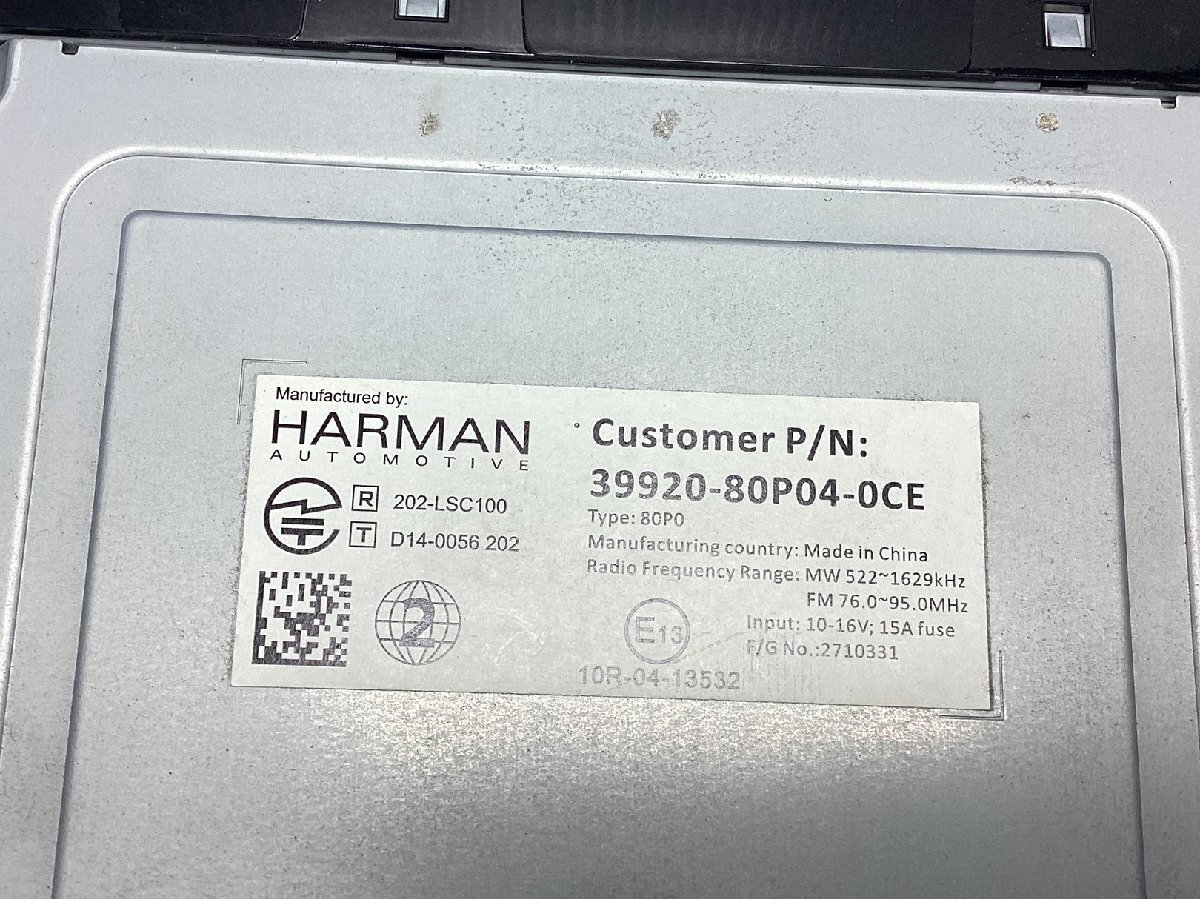 Manufactured by:
HARMAN
AUTOMOTIVE
R 202-LSC100
T D14-0056 202
2
Customer P/N:
39920-80P04-0CE
Type: 80P0
Manufacturing country: Made in China
Radio Frequency Range: MW 522~1629kHz
FM 76.0~95.0MHz
Input: 10-16V; 15A fuse
F/G No.:2710331
E13
10R-04-13532